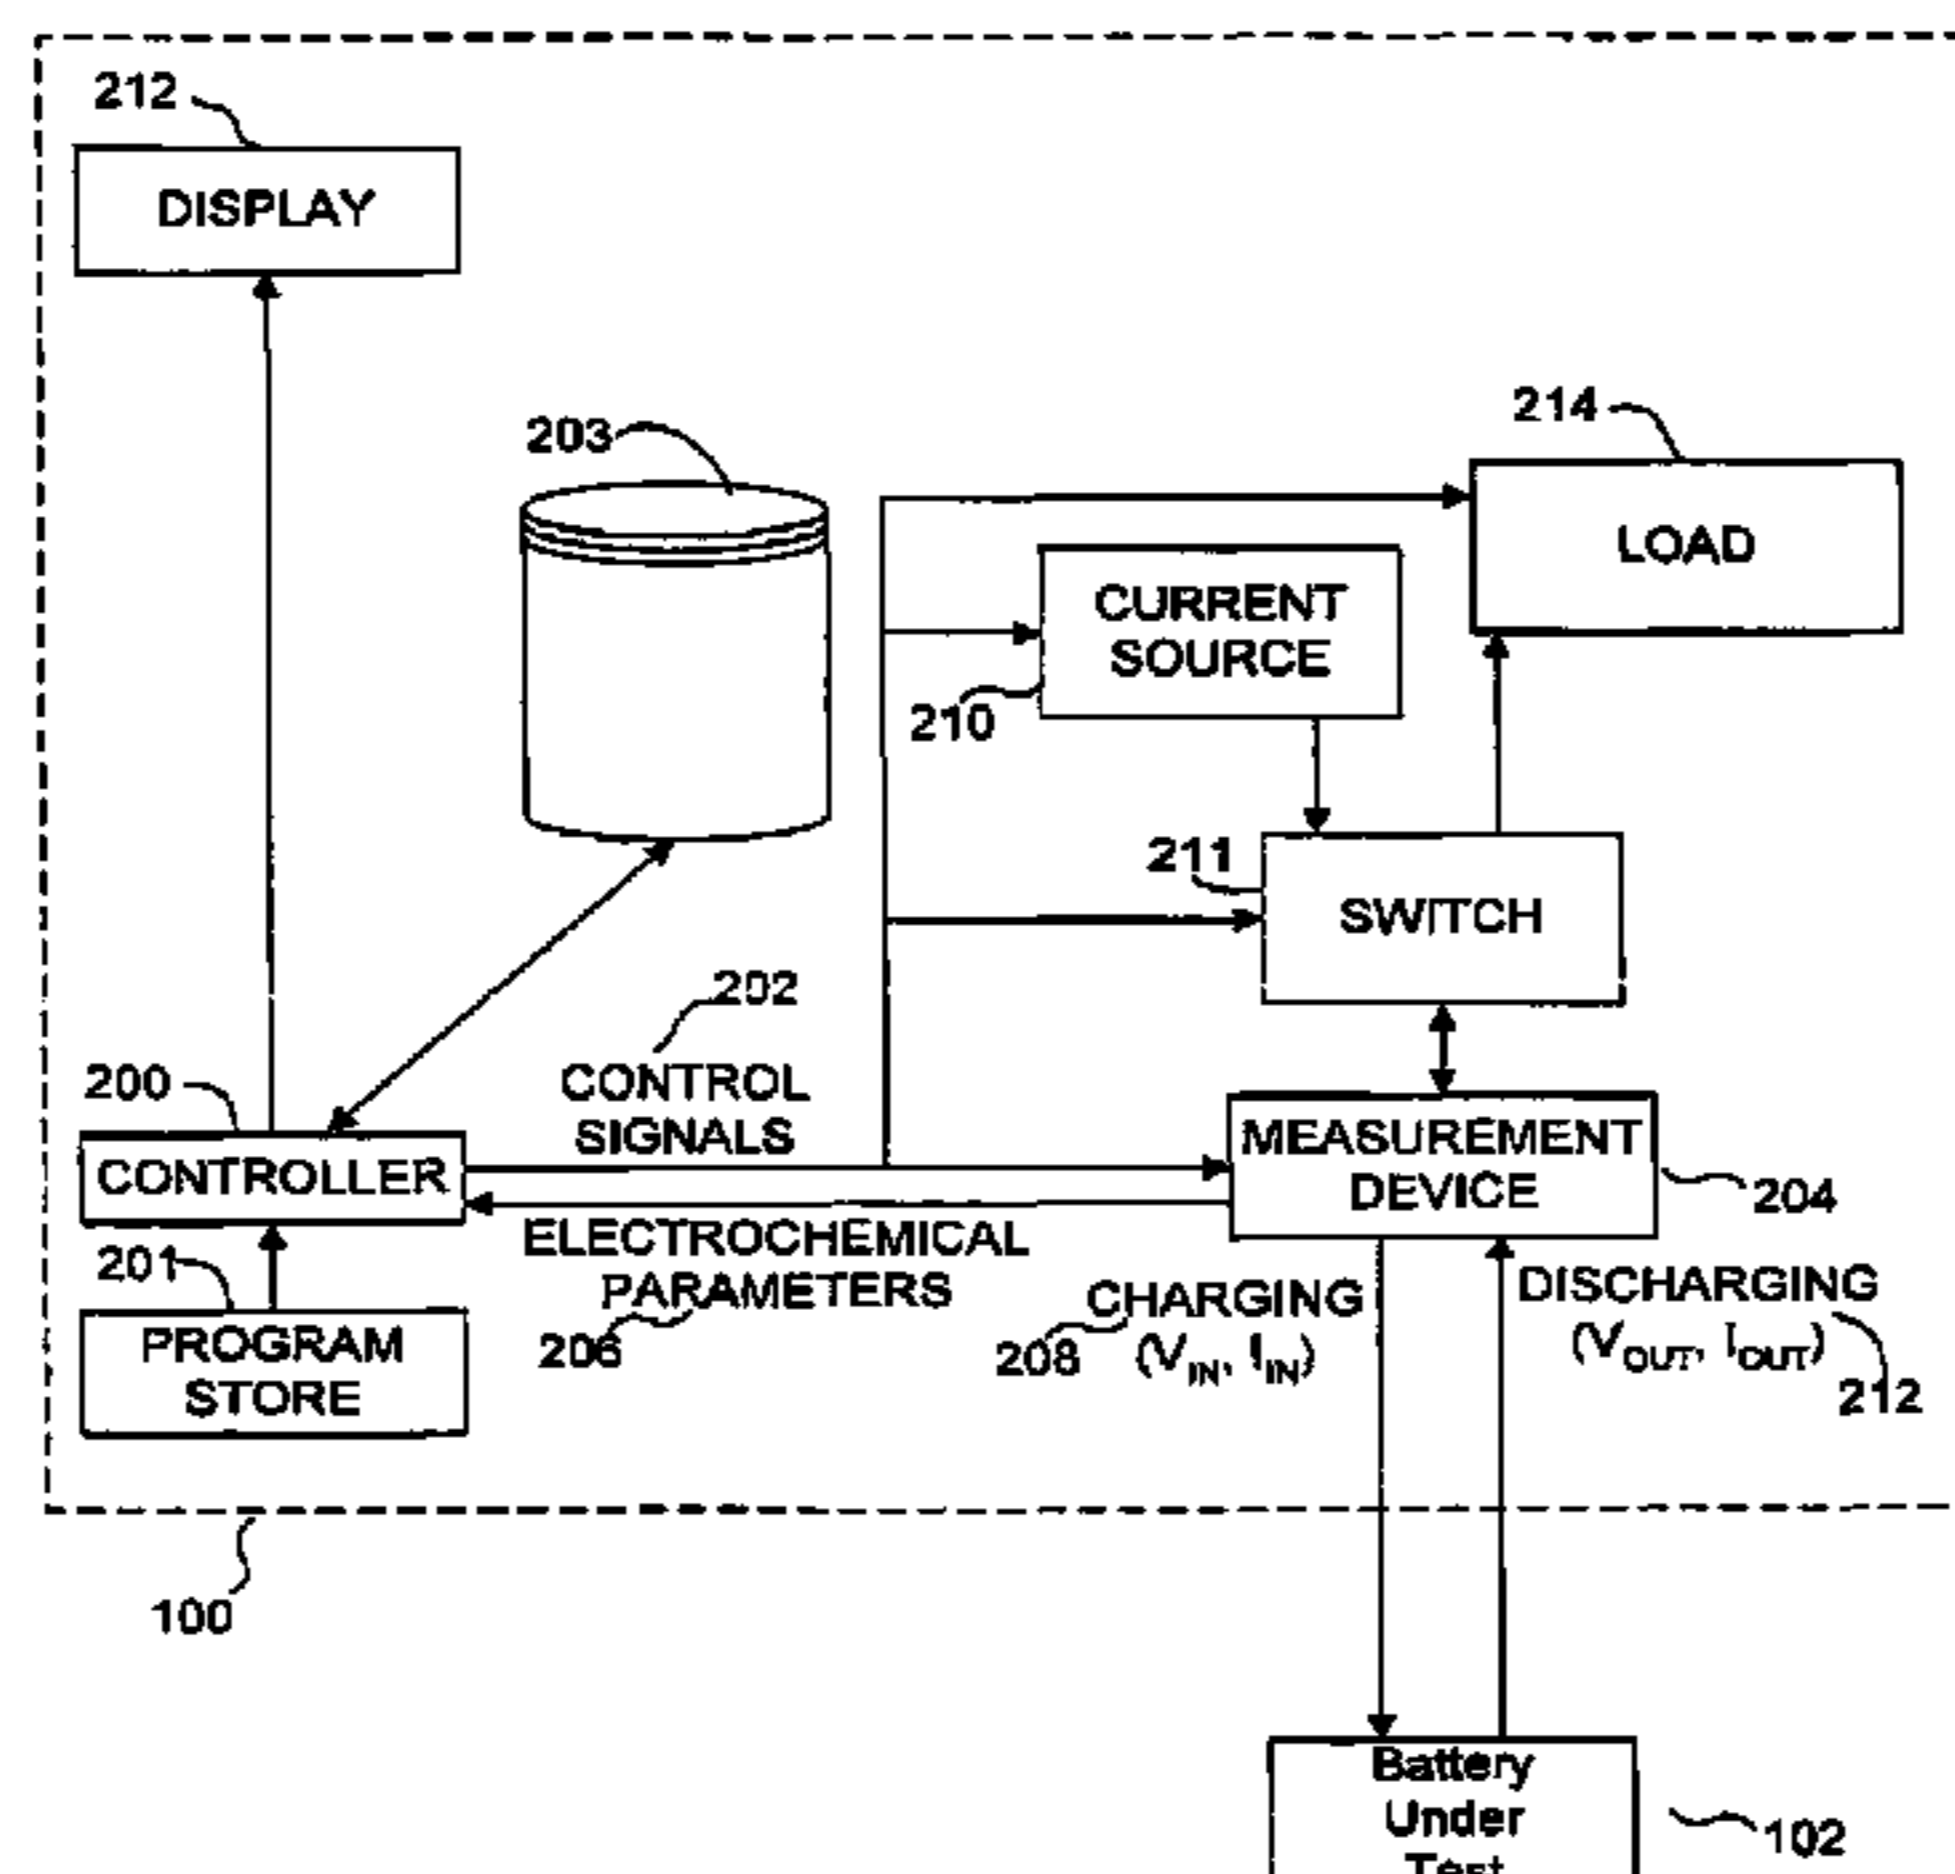 212
DISPLAY
203
214
LOAD
CURRENT
SOURCE
210
211
SWITCH
202
CONTROL
SIGNALS
200
CONTROLLER
MEASUREMENT
DEVICE
204
ELECTROCHEMICAL
PARAMETERS
206
201
PROGRAM
STORE
CHARGING
(V_IN, I_IN)
208
DISCHARGING
(V_OUT, I_OUT)
212
100
Battery
Under
Test
102